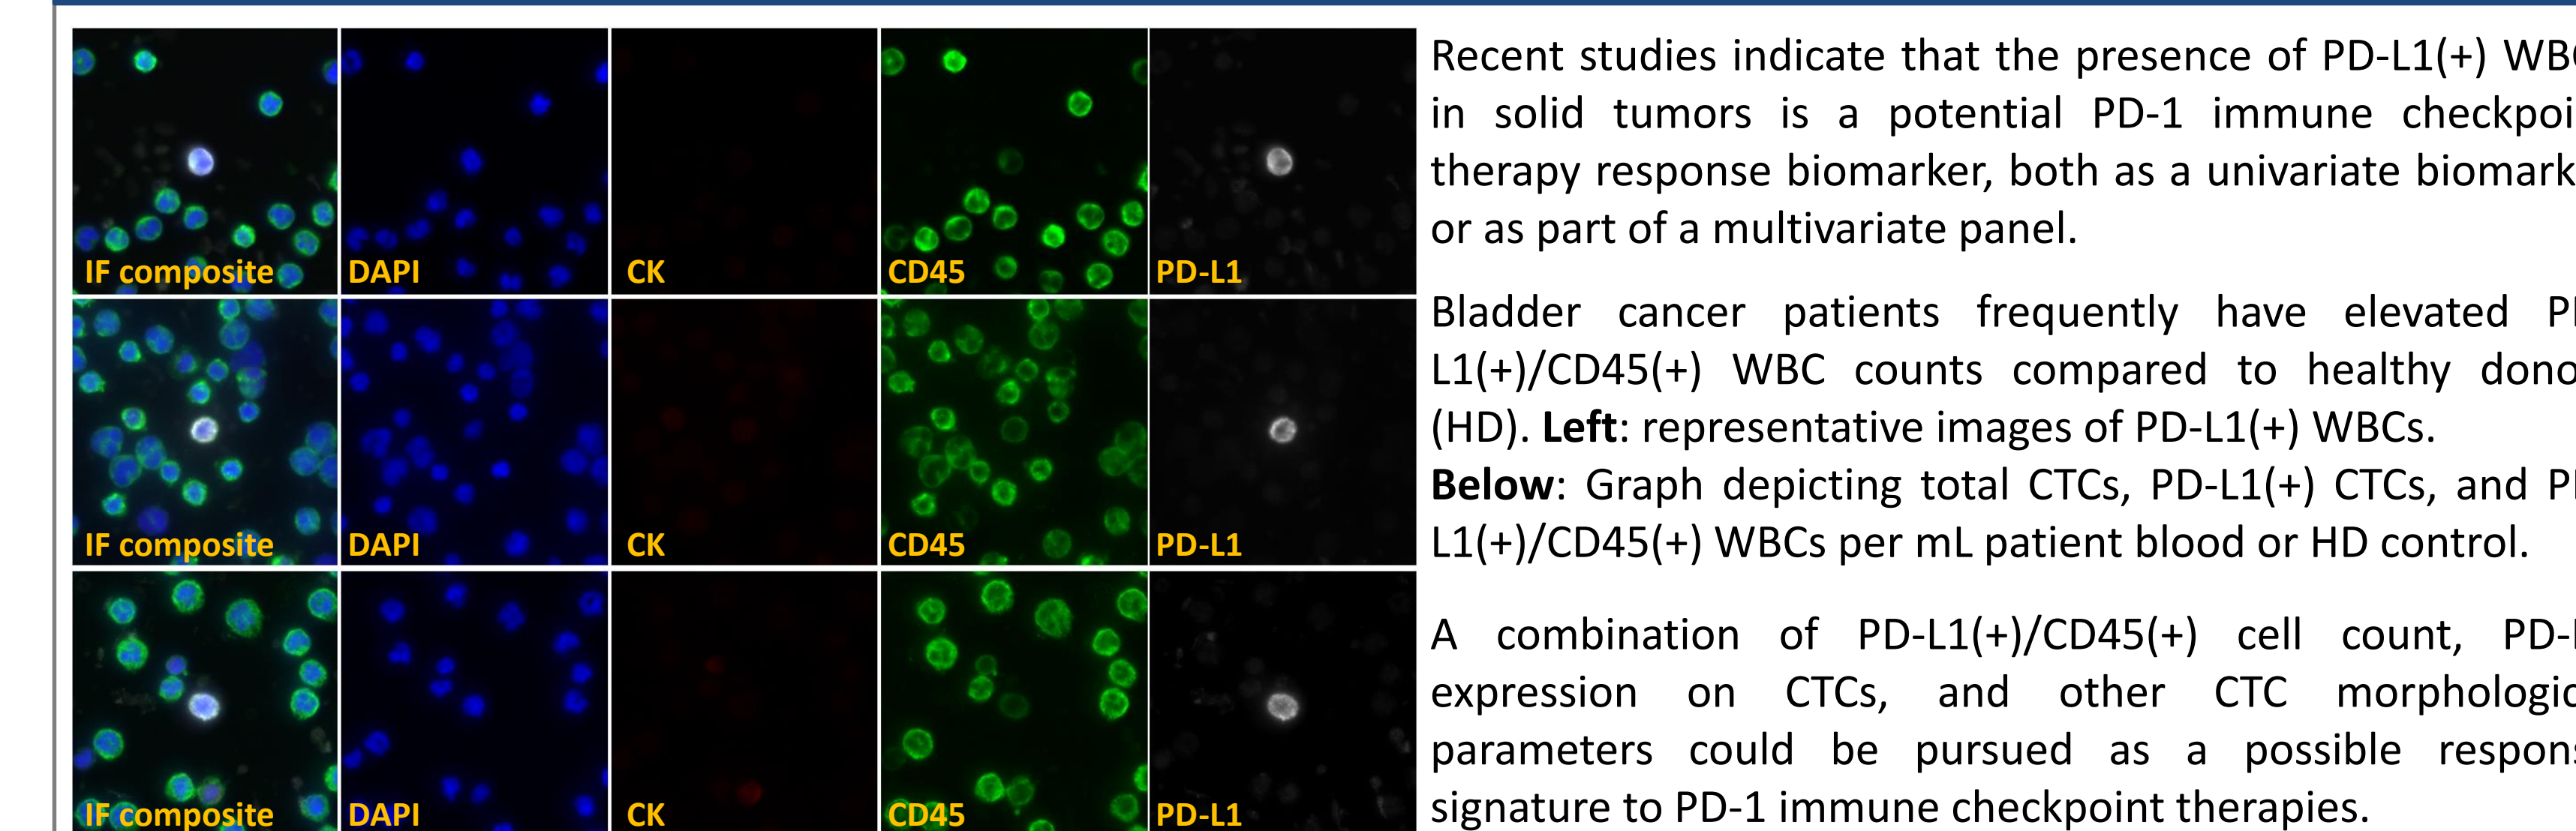 IF composite DAPI CK CD45 PD-L1
IF composite DAPI CK CD45 PD-L1
IF composite DAPI CK CD45 PD-L1
Recent studies indicate that the presence of PD-L1(+)
in solid tumors is a potential PD-1 immune
therapy response biomarker, both as a univariate
or as part of a multivariate panel.
Bladder cancer patients frequently have elevated
L1(+)/CD45(+) WBC counts compared to healthy
(HD). Left: representative images of PD-L1(+) WBCs.
Below: Graph depicting total CTCs, PD-L1(+) CTCs, and
L1(+)/CD45(+) WBCs per mL patient blood or HD control.
A combination of PD-L1(+)/CD45(+) cell count,
expression on CTCs, and other CTC
parameters could be pursued as a possible
signature to PD-1 immune checkpoint therapies.